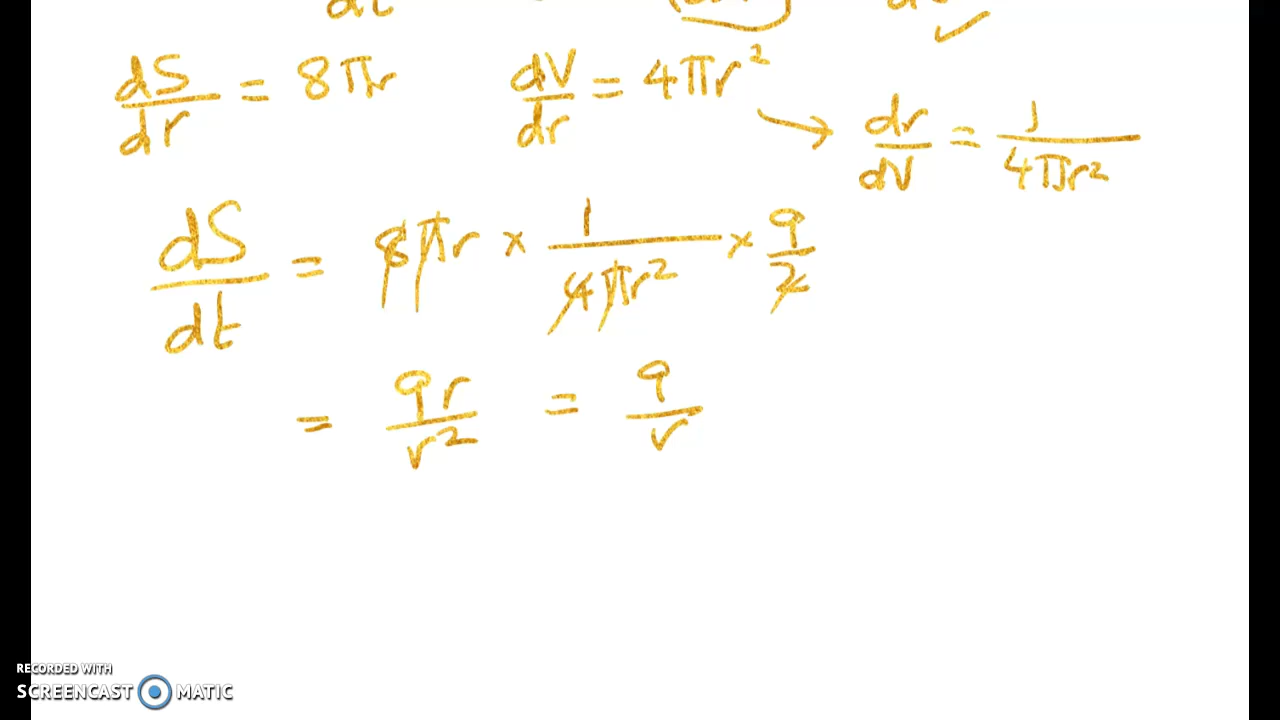 dt
dS/dr = 8πr dV/dr = 4πr²
→ dr/dV = 1/4πr²
dS/dt = 8πr × 1/4πr² × 9/2
= 9r/r² = 9/r
RECORDED WITH
SCREENCAST MATIC